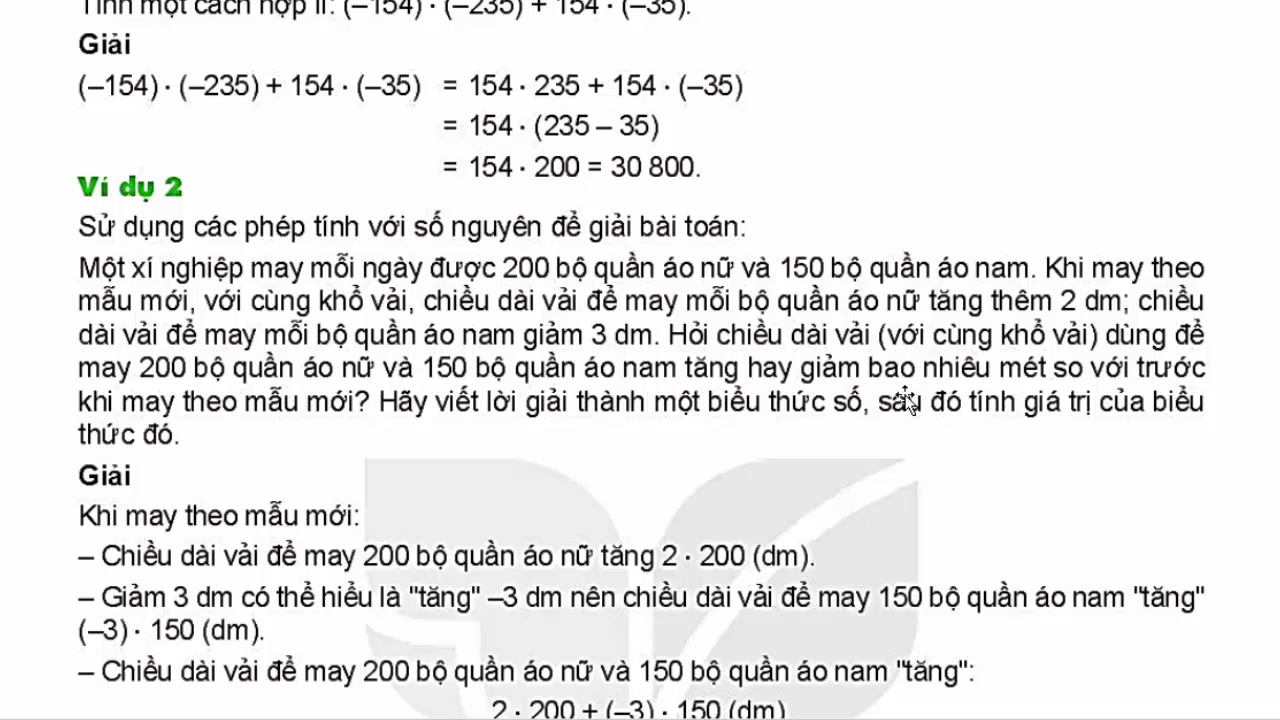 Tính một cách hợp lí: (–154) · (–235) + 154 · (–35).
Giải
(–154) · (–235) + 154 · (–35) = 154 · 235 + 154 · (–35)
= 154 · (235 – 35)
= 154 · 200 = 30 800.
Ví dụ 2
Sử dụng các phép tính với số nguyên để giải bài toán:
Một xí nghiệp may mỗi ngày được 200 bộ quần áo nữ và 150 bộ quần áo nam. Khi may theo
mẫu mới, với cùng khổ vải, chiều dài vải để may mỗi bộ quần áo nữ tăng thêm 2 dm; chiều
dài vải để may mỗi bộ quần áo nam giảm 3 dm. Hỏi chiều dài vải (với cùng khổ vải) dùng để
may 200 bộ quần áo nữ và 150 bộ quần áo nam tăng hay giảm bao nhiêu mét so với trước
khi may theo mẫu mới? Hãy viết lời giải thành một biểu thức số, sau đó tính giá trị của biểu
thức đó.
Giải
Khi may theo mẫu mới:
– Chiều dài vải để may 200 bộ quần áo nữ tăng 2 · 200 (dm).
– Giảm 3 dm có thể hiểu là "tăng" –3 dm nên chiều dài vải để may 150 bộ quần áo nam "tăng"
(–3) · 150 (dm).
– Chiều dài vải để may 200 bộ quần áo nữ và 150 bộ quần áo nam "tăng":
2 · 200 + (–3) · 150 (dm)